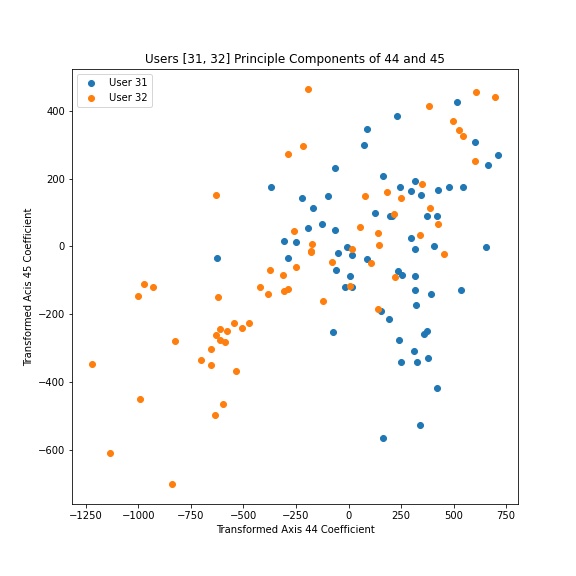 Users [31, 32] Principle Components of 44 and 45
User 31
User 32
Transformed Acis 45 Coefficient
400
200
0
−200
−400
−600
−1250 −1000 −750 −500 −250 0 250 500 750
Transformed Axis 44 Coefficient